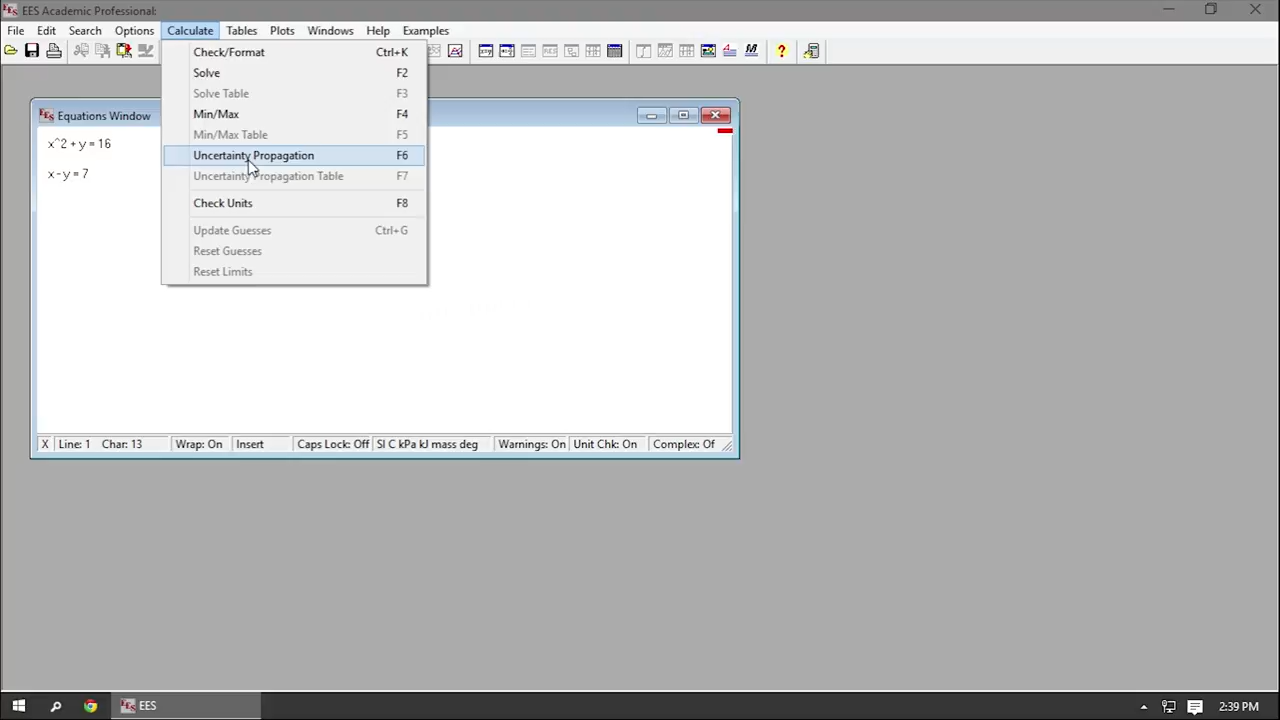 EES Academic Professional:
File Edit Search Options Calculate Tables Plots Windows Help Examples
Check/Format Ctrl+K
Solve F2
Solve Table F3
Min/Max F4
Min/Max Table F5
Uncertainty Propagation F6
Uncertainty Propagation Table F7
Check Units F8
Update Guesses Ctrl+G
Reset Guesses
Reset Limits
EES Equations Window
x^2 + y = 16
x - y = 7
X Line: 1 Char: 13 Wrap: On Insert Caps Lock: Off SI C kPa kJ mass deg Warnings: On Unit Chk: On Complex: Of
EES
2:39 PM